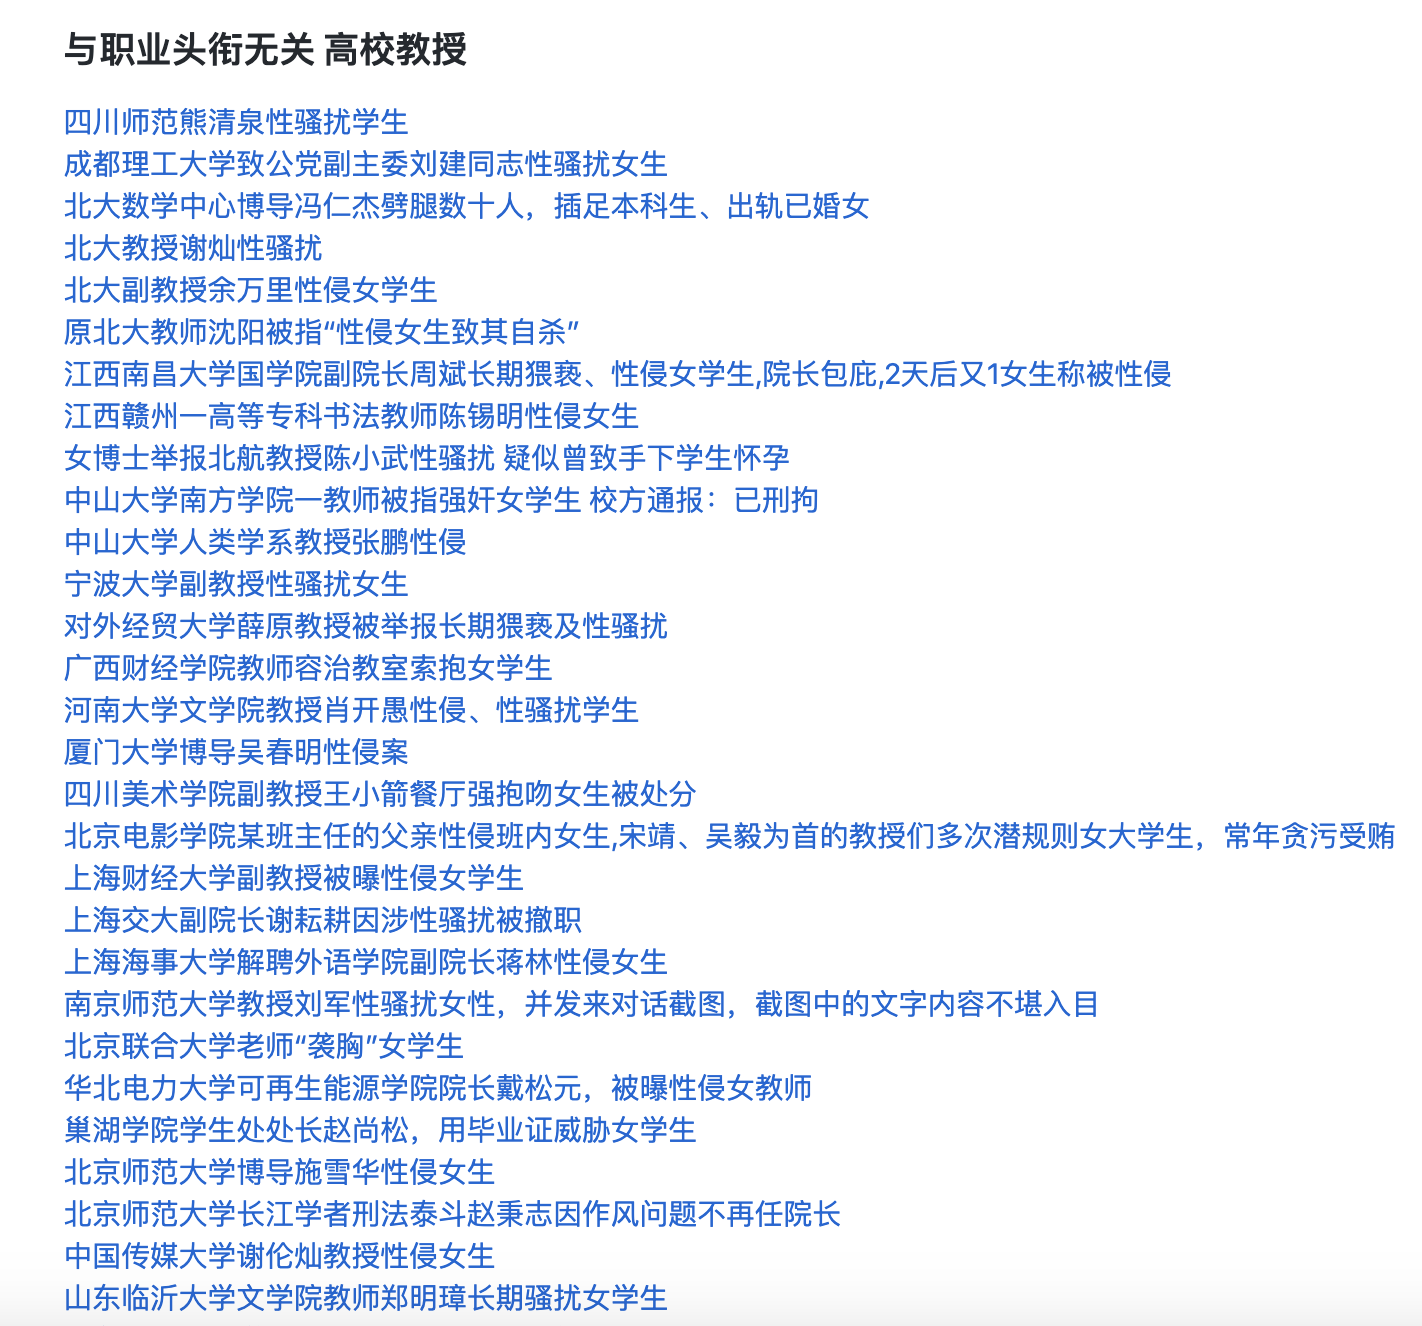 与职业头衔无关 高校教授
四川师范熊清泉性骚扰学生
成都理工大学致公党副主委刘建同志性骚扰女生
北大数学中心博导冯仁杰劈腿数十人，插足本科生、出轨已婚女
北大教授谢灿性骚扰
北大副教授余万里性侵女学生
原北大教师沈阳被指“性侵女生致其自杀”
江西南昌大学国学院副院长周斌长期猥亵、性侵女学生,院长包庇,2天后又1女生称被性侵
江西赣州一高等专科书法教师陈锡明性侵女生
女博士举报北航教授陈小武性骚扰 疑似曾致手下学生怀孕
中山大学南方学院一教师被指强奸女学生 校方通报：已刑拘
中山大学人类学系教授张鹏性侵
宁波大学副教授性骚扰女生
对外经贸大学薛原教授被举报长期猥亵及性骚扰
广西财经学院教师容治教室索抱女学生
河南大学文学院教授肖开愚性侵、性骚扰学生
厦门大学博导吴春明性侵案
四川美术学院副教授王小箭餐厅强抱吻女生被处分
北京电影学院某班主任的父亲性侵班内女生,宋靖、吴毅为首的教授们多次潜规则女大学生，常年贪污受贿
上海财经大学副教授被曝性侵女学生
上海交大副院长谢耘耕因涉性骚扰被撤职
上海海事大学解聘外语学院副院长蒋林性侵女生
南京师范大学教授刘军性骚扰女性，并发来对话截图，截图中的文字内容不堪入目
北京联合大学老师“袭胸”女学生
华北电力大学可再生能源学院院长戴松元，被曝性侵女教师
巢湖学院学生处处长赵尚松，用毕业证威胁女学生
北京师范大学博导施雪华性侵女生
北京师范大学长江学者刑法泰斗赵秉志因作风问题不再任院长
中国传媒大学谢伦灿教授性侵女生
山东临沂大学文学院教师郑明璋长期骚扰女学生